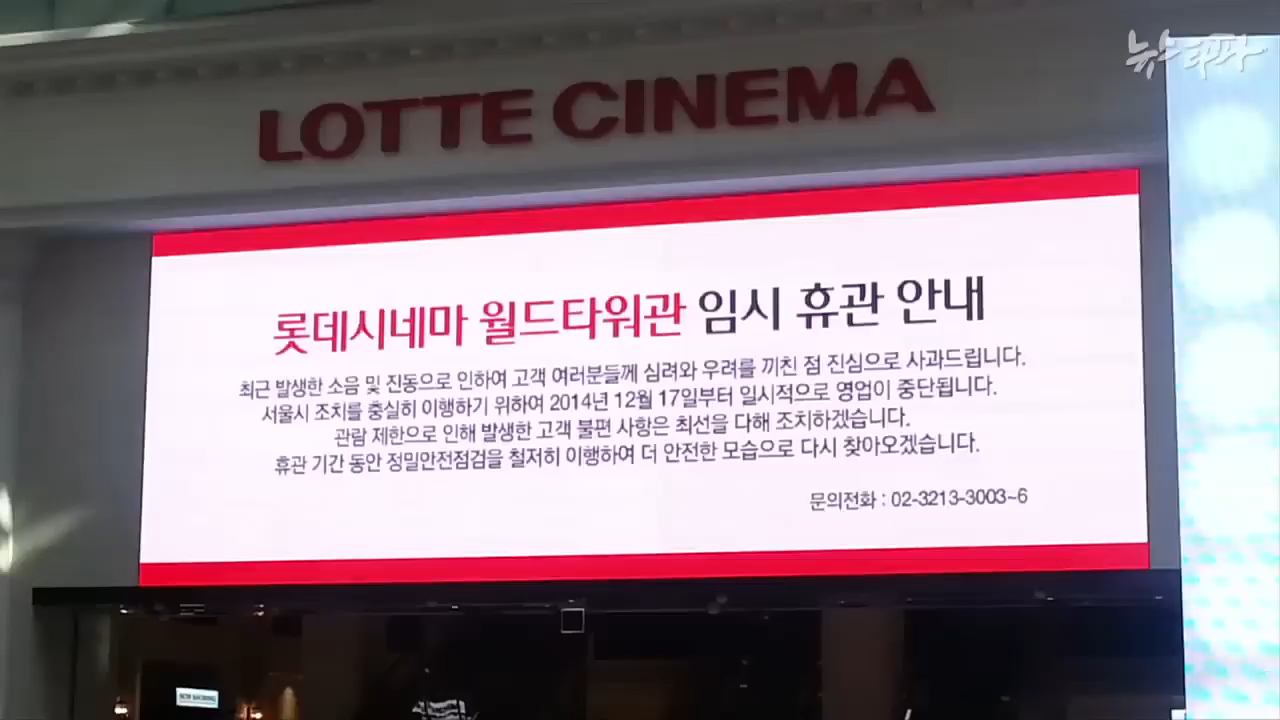 뉴스타파
LOTTE CINEMA
롯데시네마 월드타워관 임시 휴관 안내
최근 발생한 소음 및 진동으로 인하여 고객 여러분들께 심려와 우려를 끼친 점 진심으로 사과드립니다.
서울시 조치를 충실히 이행하기 위하여 2014년 12월 17일부터 일시적으로 영업이 중단됩니다.
관람 제한으로 인해 발생한 고객 불편 사항은 최선을 다해 조치하겠습니다.
휴관 기간 동안 정밀안전점검을 철저히 이행하여 더 안전한 모습으로 다시 찾아오겠습니다.
문의전화 : 02-3213-3003~6